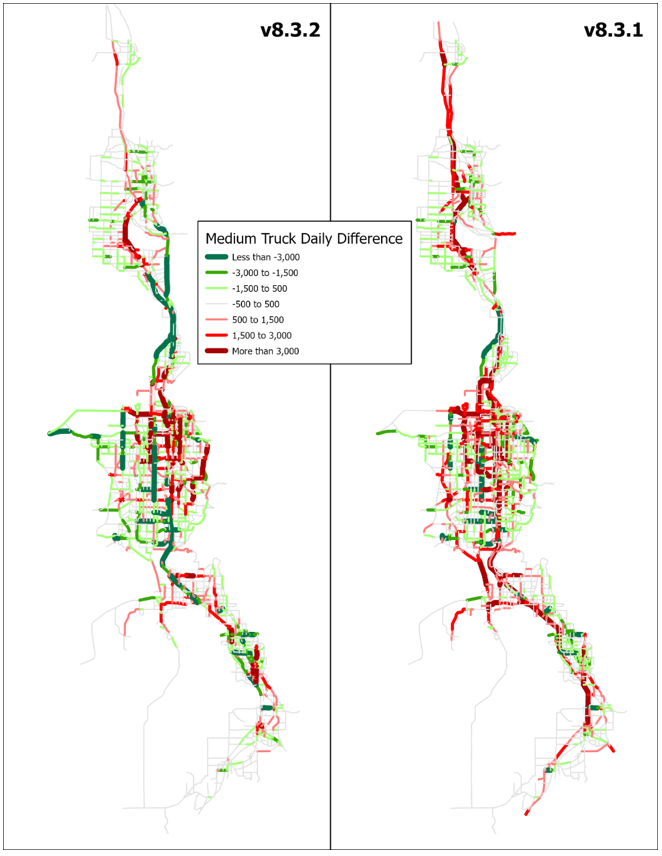 v8.3.2
v8.3.1
Medium Truck Daily Difference
Less than -3,000
-3,000 to -1,500
-1,500 to 500
-500 to 500
500 to 1,500
1,500 to 3,000
More than 3,000